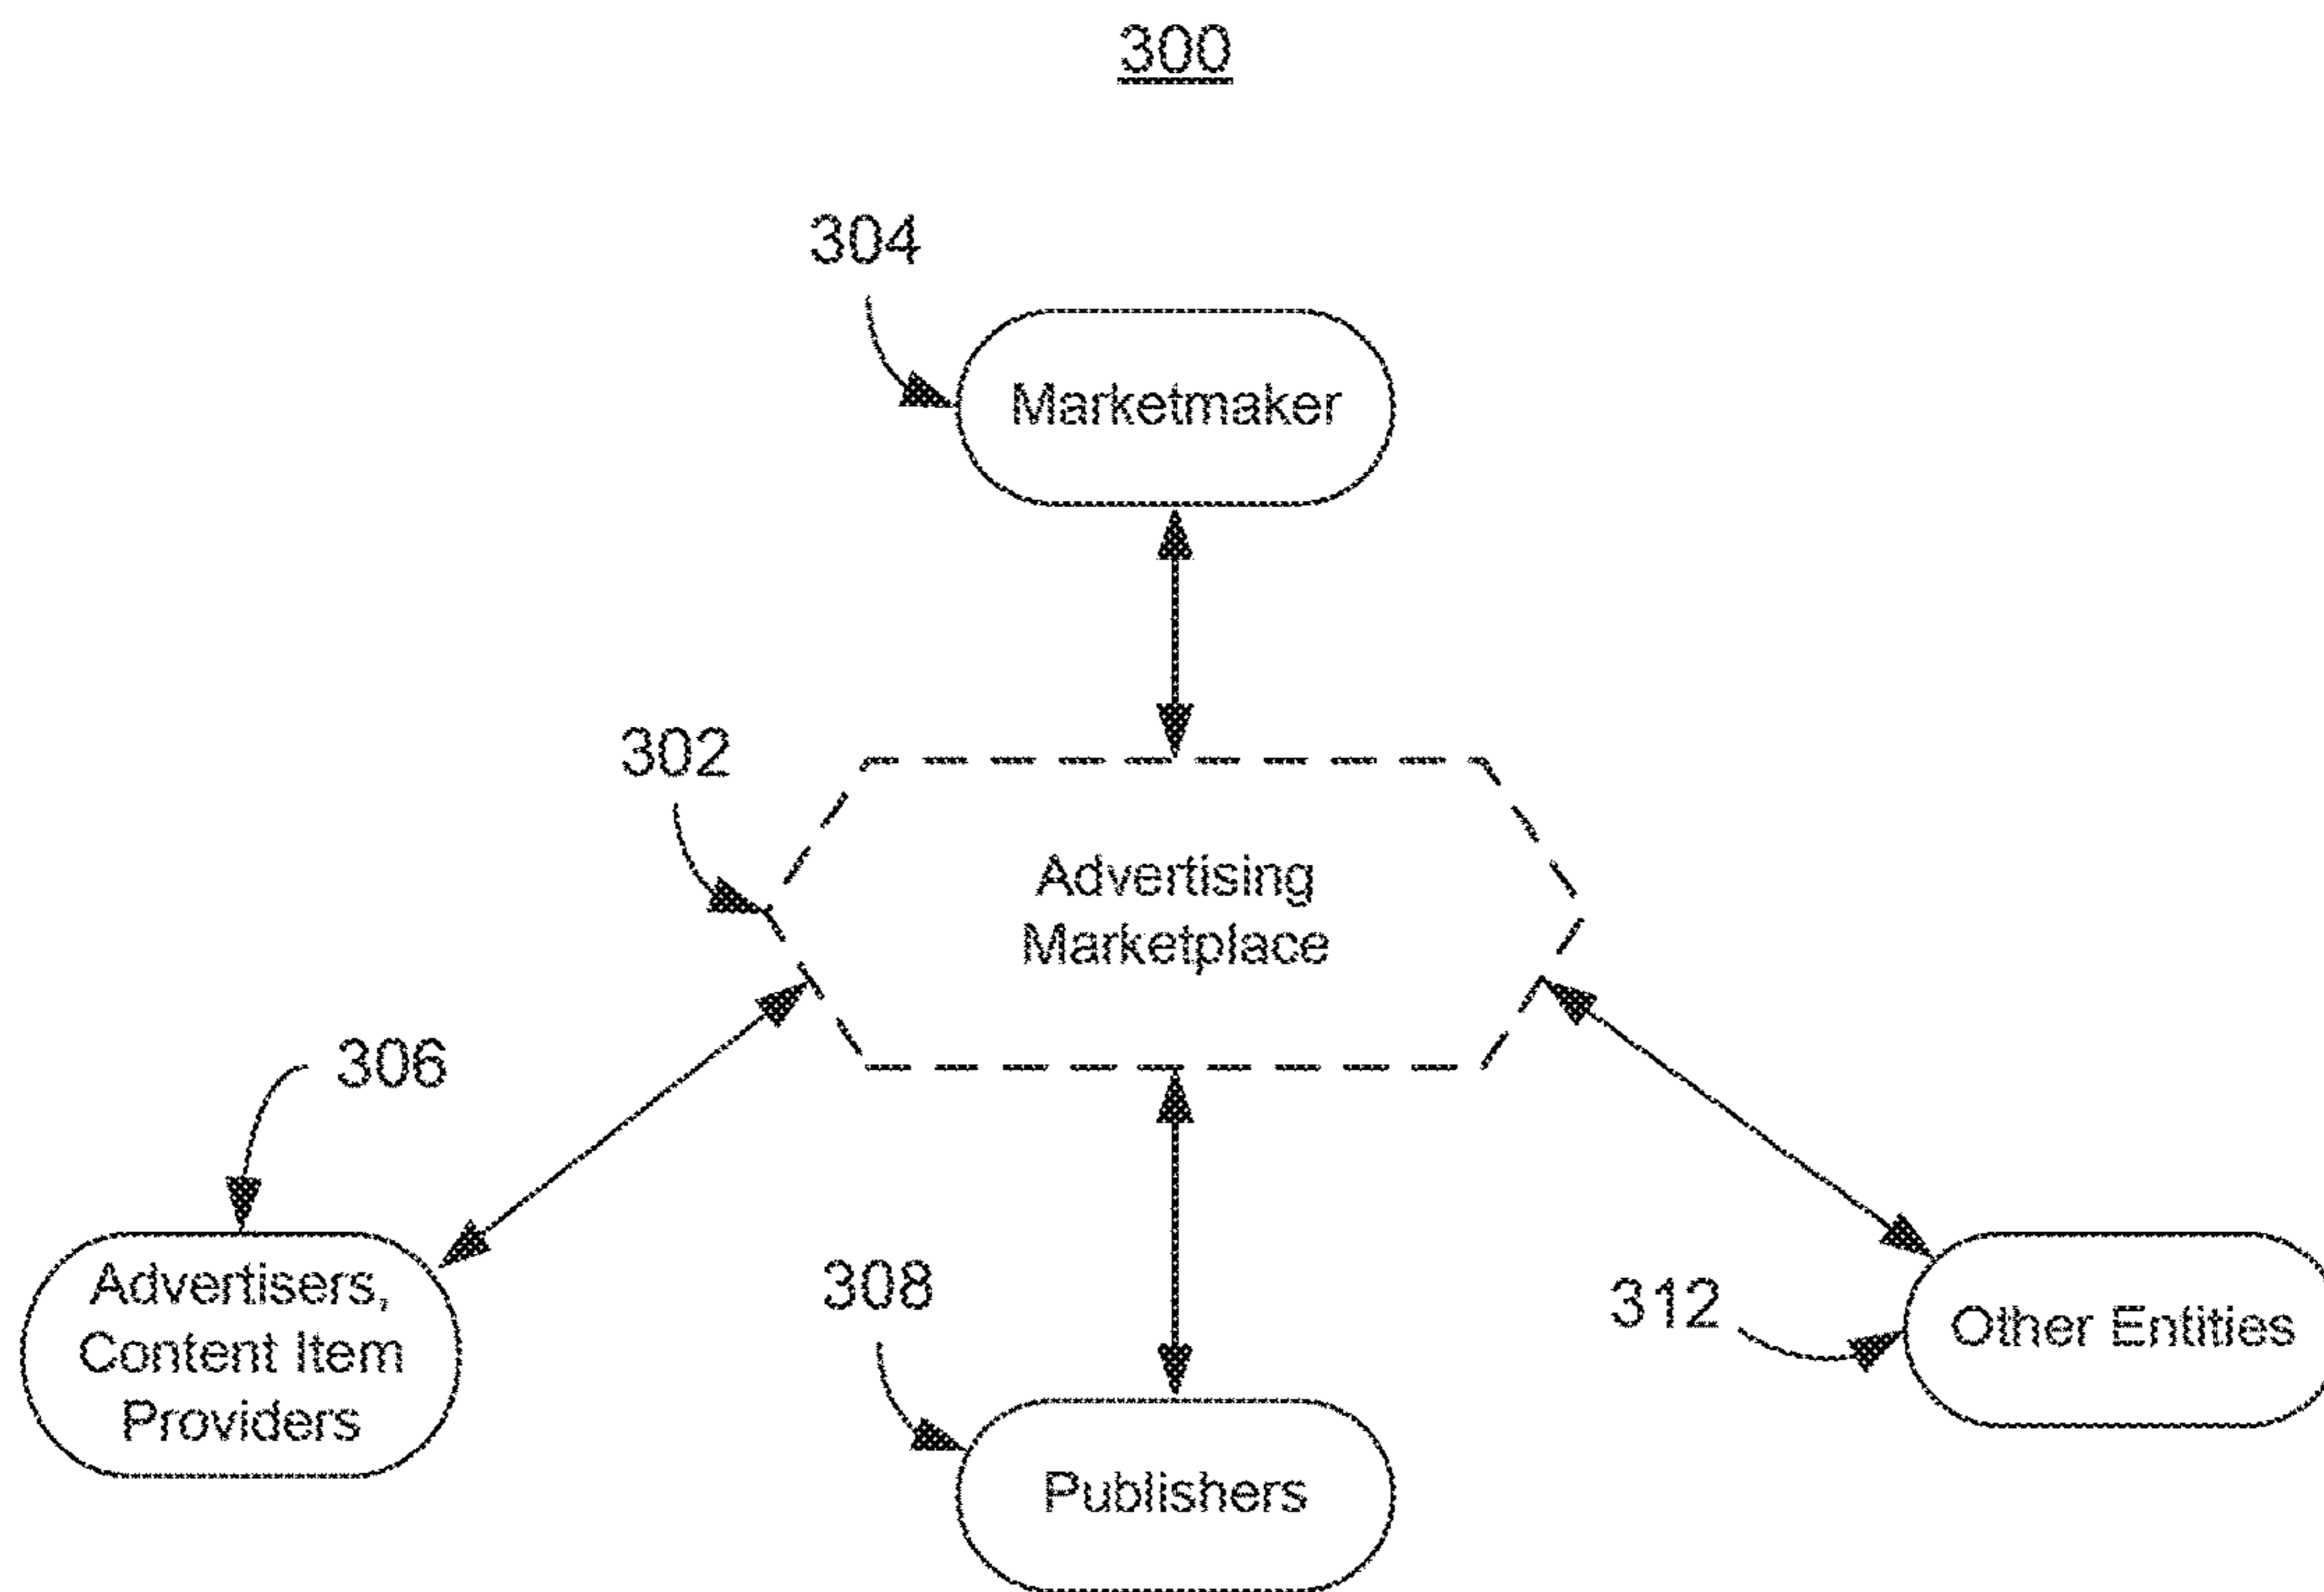 300
304
Marketmaker
302
Advertising
Marketplace
306
Advertisers,
Content Item
Providers
308
Publishers
312
Other Entities